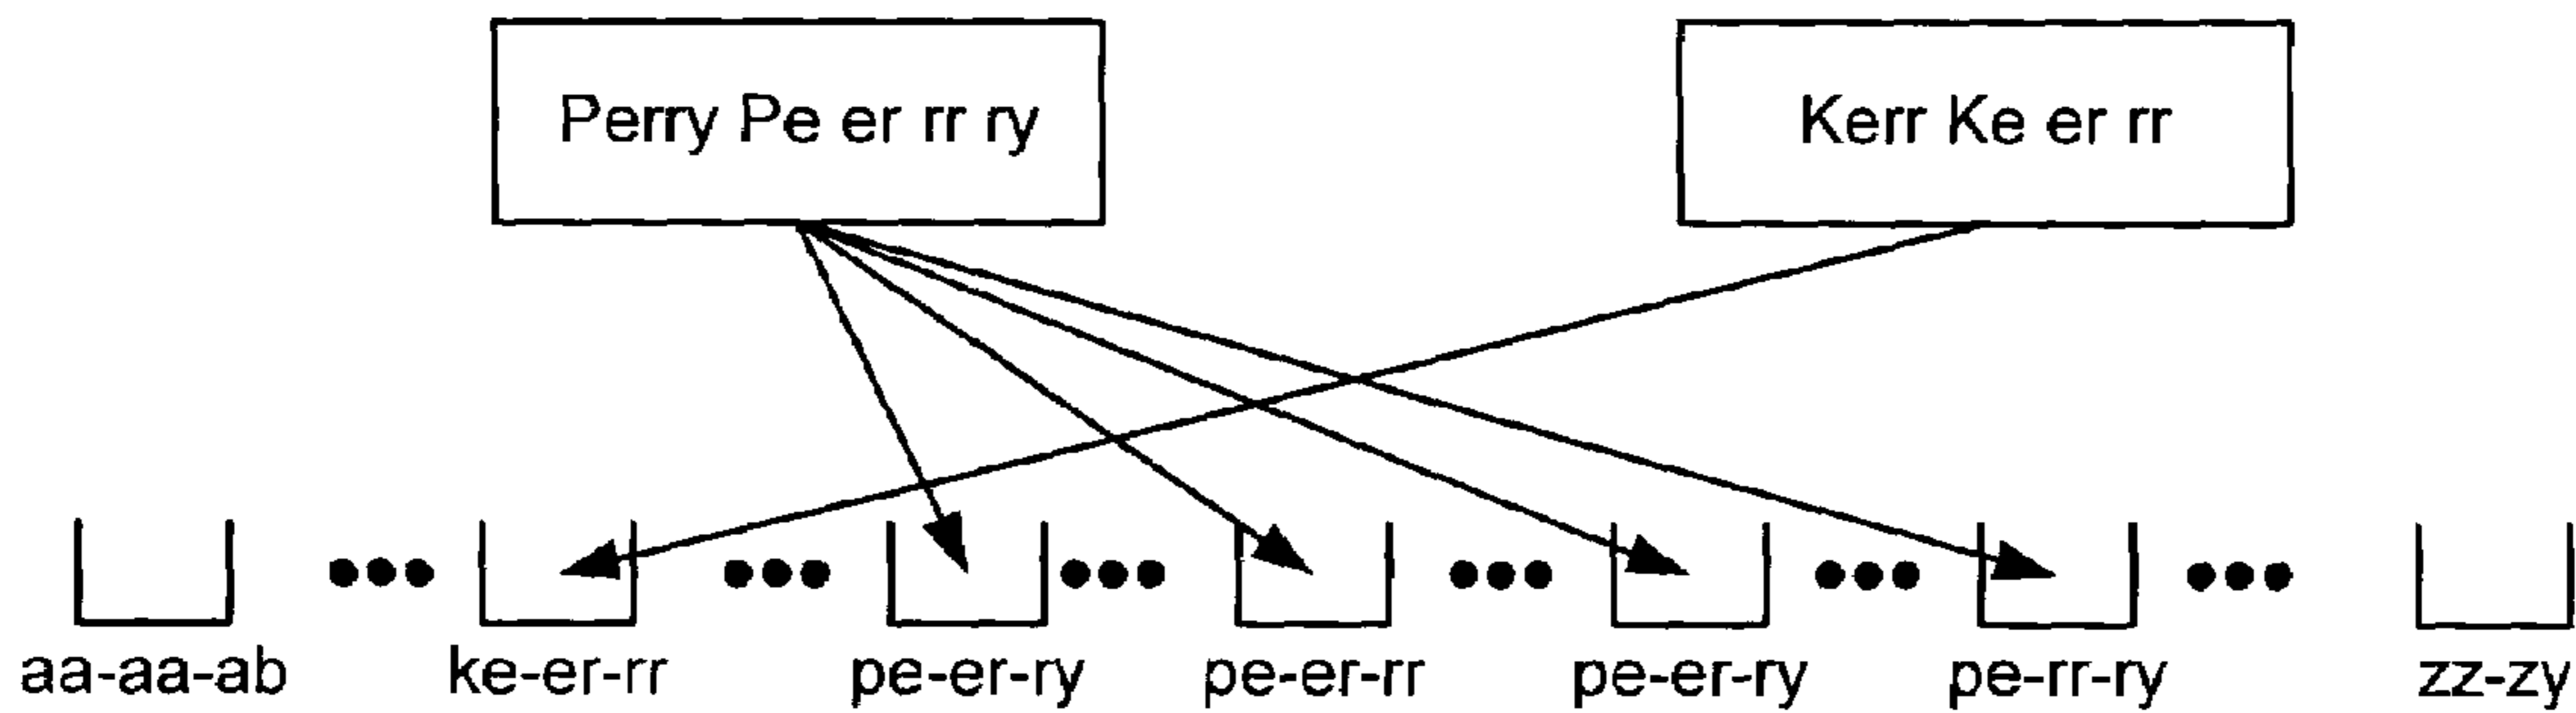 Perry Pe er rr ry
Kerr Ke er rr
aa-aa-ab
ke-er-rr
pe-er-ry
pe-er-rr
pe-er-ry
pe-rr-ry
zz-zy